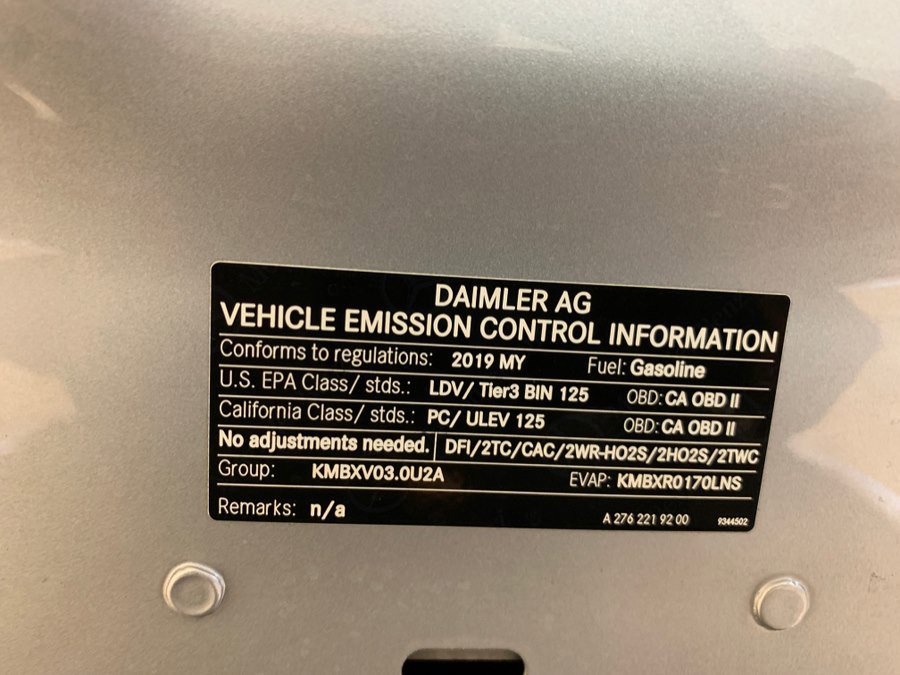 DAIMLER AG
VEHICLE EMISSION CONTROL INFORMATION
Conforms to regulations: 2019 MY Fuel: Gasoline
U.S. EPA Class/ stds.: LDV/ Tier3 BIN 125 OBD: CA OBD II
California Class/ stds.: PC/ ULEV 125 OBD: CA OBD II
No adjustments needed. DFI/2TC/CAC/2WR-HO2S/2HO2S/2TWC
Group: KMBXV03.0U2A EVAP: KMBXR0170LNS
Remarks: n/a A 276 221 92 00 9344502